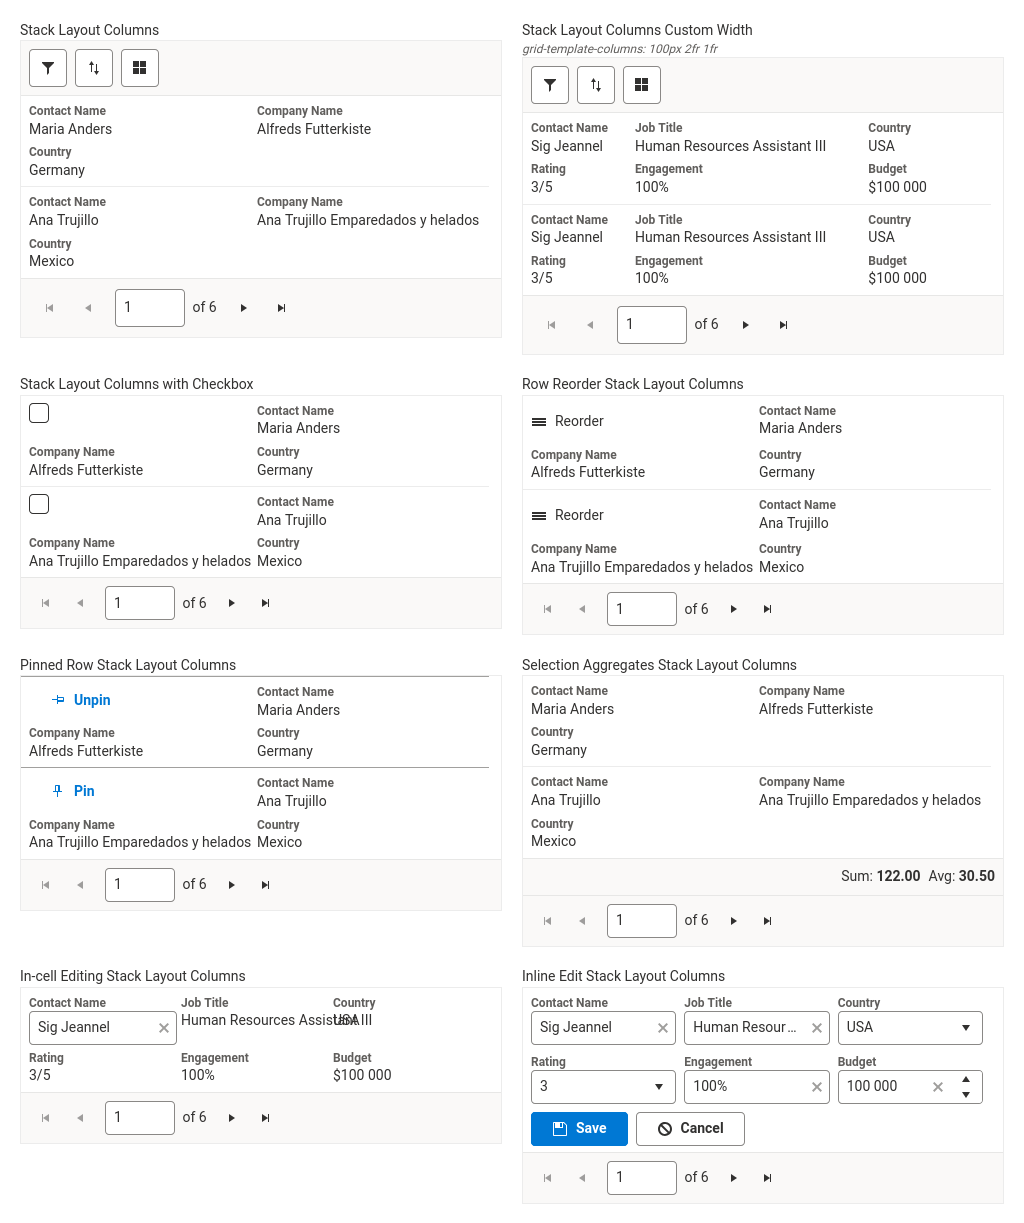 Stack Layout Columns
Contact Name Company Name
Maria Anders Alfreds Futterkiste
Country
Germany
Contact Name Company Name
Ana Trujillo Ana Trujillo Emparedados y helados
Country
Mexico
1 of 6
Stack Layout Columns Custom Width
grid-template-columns: 100px 2fr 1fr
Contact Name Job Title Country
Sig Jeannel Human Resources Assistant III USA
Rating Engagement Budget
3/5 100% $100 000
Contact Name Job Title Country
Sig Jeannel Human Resources Assistant III USA
Rating Engagement Budget
3/5 100% $100 000
1 of 6
Stack Layout Columns with Checkbox
Contact Name
Maria Anders
Company Name Country
Alfreds Futterkiste Germany
Contact Name
Ana Trujillo
Company Name Country
Ana Trujillo Emparedados y helados Mexico
1 of 6
Row Reorder Stack Layout Columns
Contact Name
Reorder Maria Anders
Company Name Country
Alfreds Futterkiste Germany
Contact Name
Reorder Ana Trujillo
Company Name Country
Ana Trujillo Emparedados y helados Mexico
1 of 6
Pinned Row Stack Layout Columns
Contact Name
Unpin Maria Anders
Company Name Country
Alfreds Futterkiste Germany
Contact Name
Pin Ana Trujillo
Company Name Country
Ana Trujillo Emparedados y helados Mexico
1 of 6
Selection Aggregates Stack Layout Columns
Contact Name Company Name
Maria Anders Alfreds Futterkiste
Country
Germany
Contact Name Company Name
Ana Trujillo Ana Trujillo Emparedados y helados
Country
Mexico
Sum: 122.00 Avg: 30.50
1 of 6
In-cell Editing Stack Layout Columns
Contact Name Job Title Country
Sig Jeannel Human Resources Assistant III USA
Rating Engagement Budget
3/5 100% $100 000
1 of 6
Inline Edit Stack Layout Columns
Contact Name Job Title Country
Sig Jeannel Human Resour... USA
Rating Engagement Budget
3 100% 100 000
Save Cancel
1 of 6